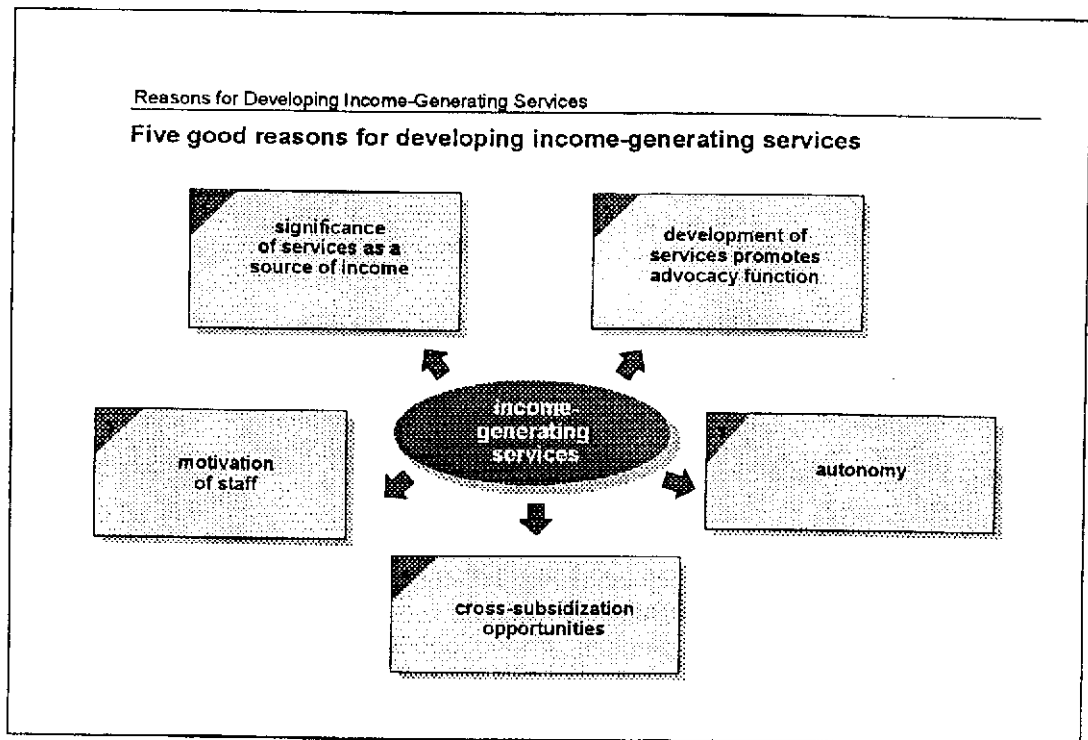 Reasons for Developing Income-Generating Services
Five good reasons for developing income-generating services
significance
of services as a
source of income
development of
services promotes
advocacy function
income-
generating
services
motivation
of staff
autonomy
cross-subsidization
opportunities